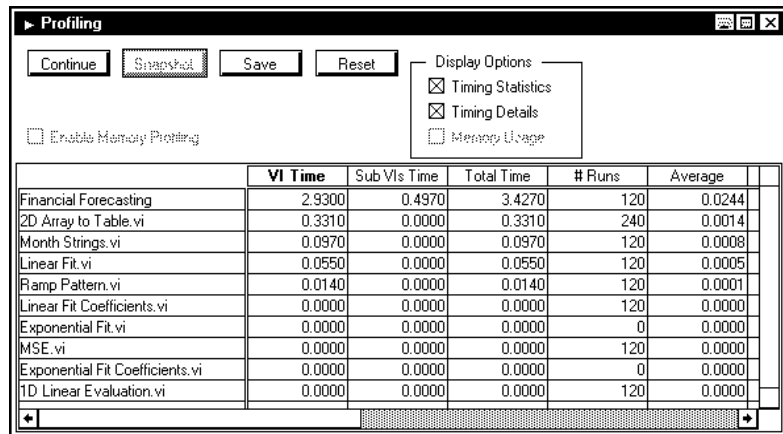 Profiling
Continue Snapshot Save Reset
Display Options
Timing Statistics
Timing Details
Enable Memory Profiling
Memory Usage
VI Time Sub VIs Time Total Time # Runs Average
Financial Forecasting 2.9300 0.4970 3.4270 120 0.0244
2D Array to Table.vi 0.3310 0.0000 0.3310 240 0.0014
Month Strings.vi 0.0970 0.0000 0.0970 120 0.0008
Linear Fit.vi 0.0550 0.0000 0.0550 120 0.0005
Ramp Pattern.vi 0.0140 0.0000 0.0140 120 0.0001
Linear Fit Coefficients.vi 0.0000 0.0000 0.0000 120 0.0000
Exponential Fit.vi 0.0000 0.0000 0.0000 0 0.0000
MSE.vi 0.0000 0.0000 0.0000 120 0.0000
Exponential Fit Coefficients.vi 0.0000 0.0000 0.0000 0 0.0000
1D Linear Evaluation.vi 0.0000 0.0000 0.0000 120 0.0000